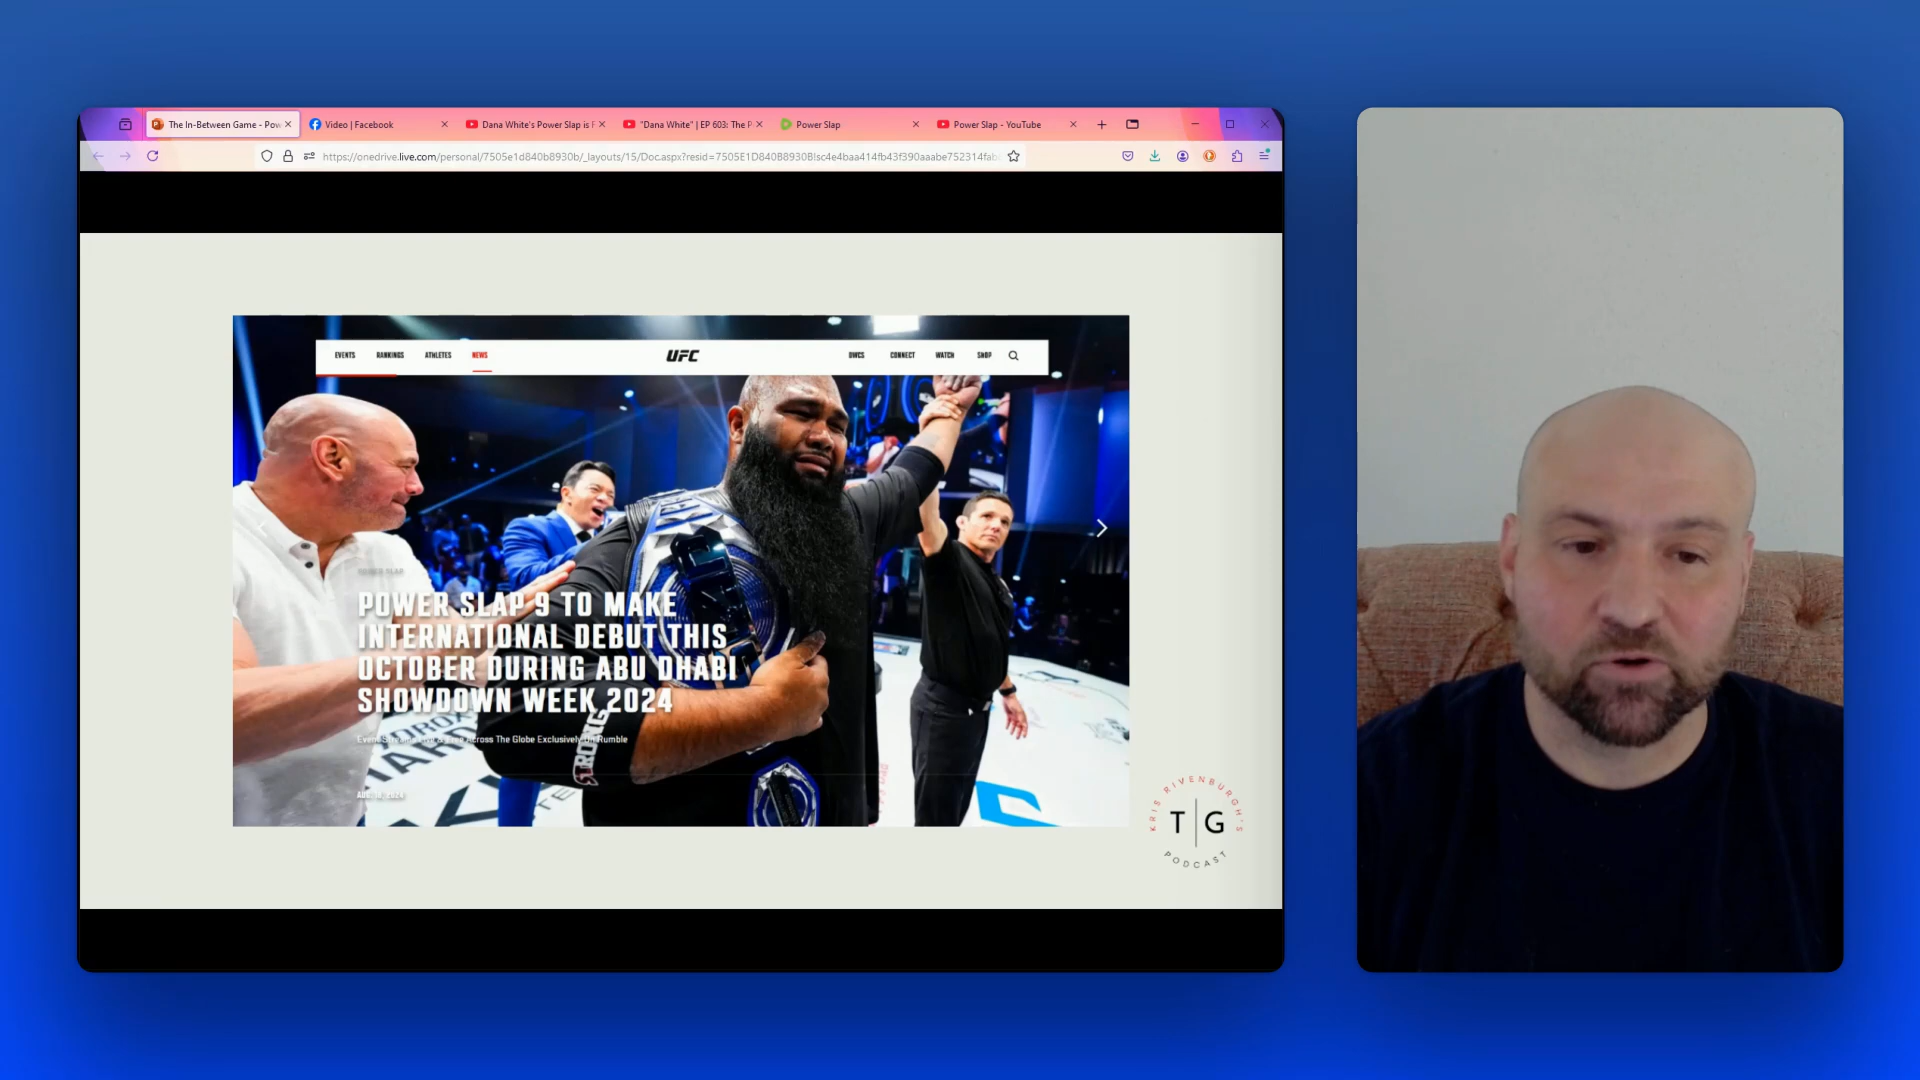 The In-Between Game - Pow
Video | Facebook
Dana White's Power Slap is F
"Dana White" | EP 603: The P
Power Slap
Power Slap - YouTube
https://onedrive.live.com/personal/7505e1d840b8930b/_layouts/15/Doc.aspx?resid=7505E1D840B8930B!sc4e4baa414fb43f390aaabe752314fab
EVENTS
RANKINGS
ATHLETES
NEWS
UFC
DWCS
CONNECT
WATCH
SHOP
POWER SLAP
POWER SLAP 9 TO MAKE
INTERNATIONAL DEBUT THIS
OCTOBER DURING ABU DHABI
SHOWDOWN WEEK 2024
Across The Globe Exclusively On Rumble
KRIS RIVENBURGH'S
T|G
PODCAST